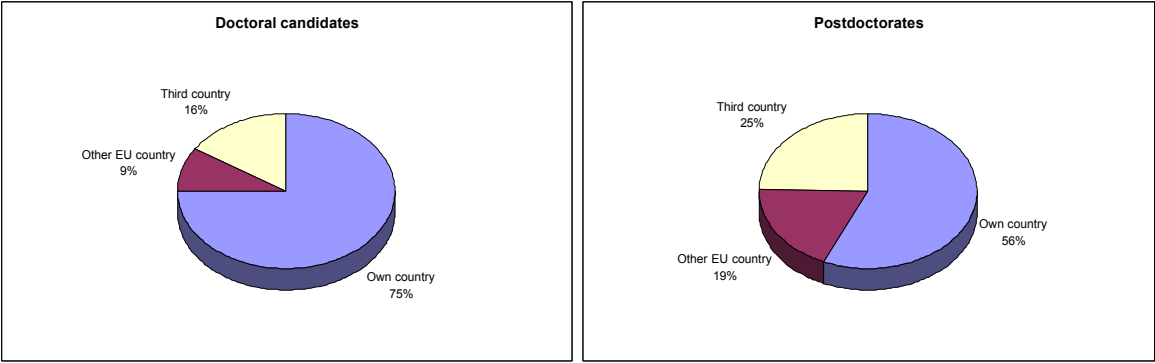 Doctoral candidates
Third country
16%
Other EU country
9%
Own country
75%
Postdoctorates
Third country
25%
Own country
56%
Other EU country
19%